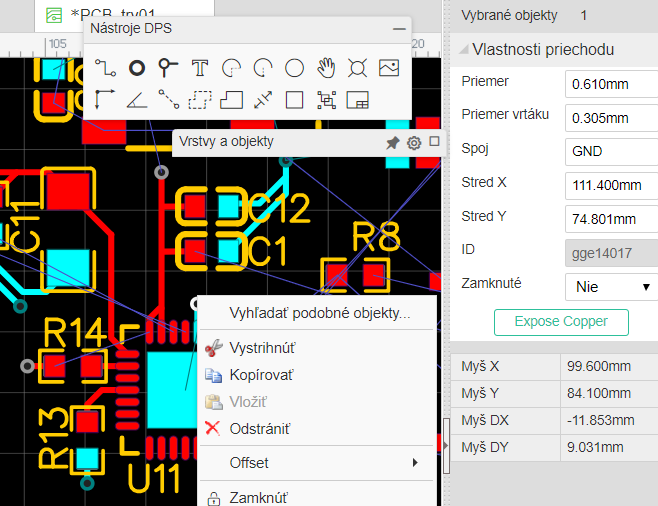 *PCB_try01
Nástroje DPS
105
20
Vrstvy a objekty
C11
C12
C1
R8
R14
R13
U11
Vyhľadať podobné objekty...
Vystrihnúť
Kopírovať
Vložiť
Odstrániť
Offset
Zamknúť
Vybrané objekty 1
Vlastnosti priechodu
Priemer 0.610mm
Priemer vrtáku 0.305mm
Spoj GND
Stred X 111.400mm
Stred Y 74.801mm
ID gge14017
Zamknuté Nie
Expose Copper
Myš X 99.600mm
Myš Y 84.100mm
Myš DX -11.853mm
Myš DY 9.031mm